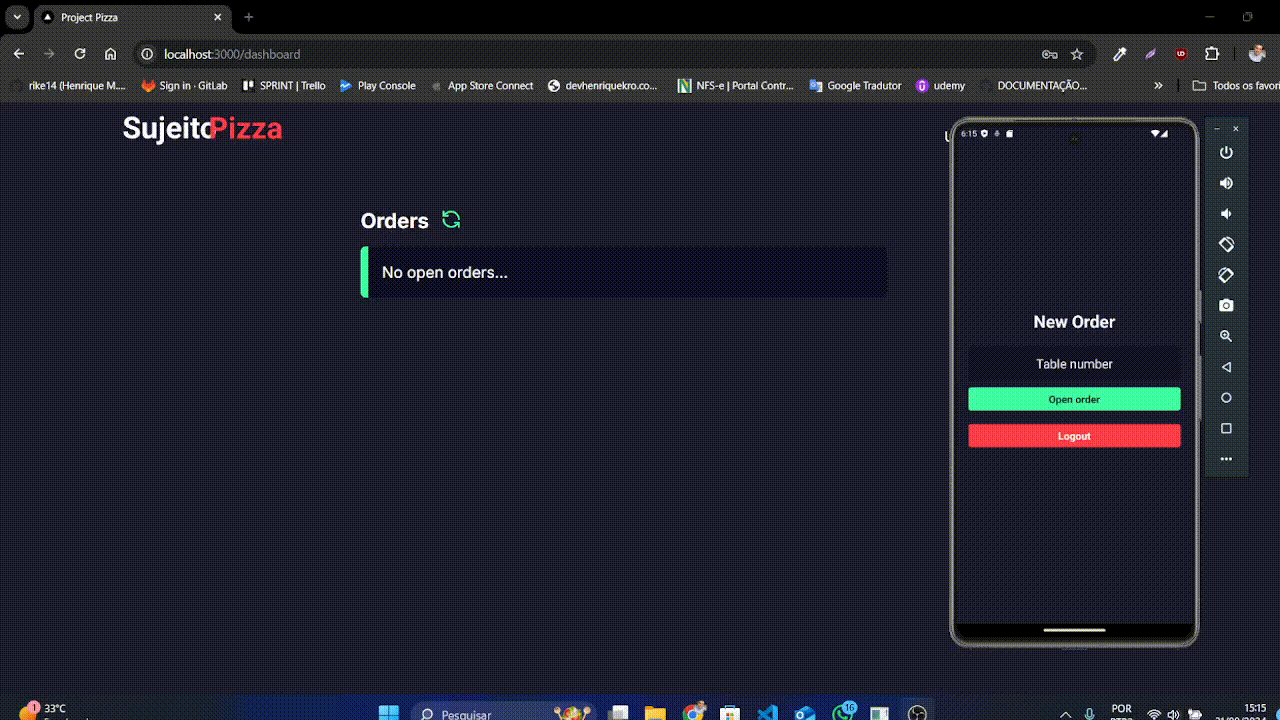 Project Pizza
localhost:3000/dashboard
rike14 (Henrique M....
Sign in · GitLab
SPRINT | Trello
Play Console
App Store Connect
devhenriquekro.co...
NFS-e | Portal Contr...
Google Tradutor
udemy
DOCUMENTAÇÃO...
»
Todos os favori
SujeitoPizza
6:15
Orders
No open orders...
New Order
Table number
Open order
Logout
1
33°C
Pesquisar
16
POR
15:15